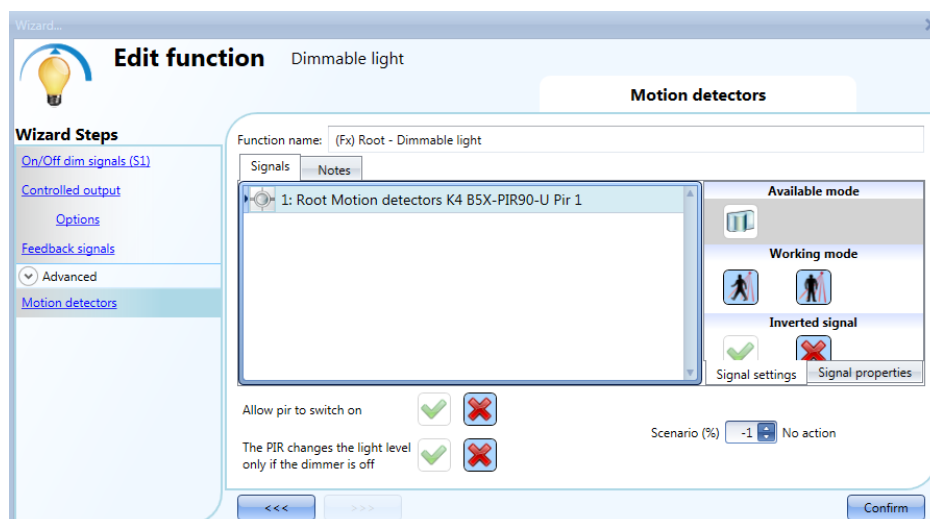 Wizard...
Edit function Dimmable light
Motion detectors
Wizard Steps
On/Off dim signals (S1)
Controlled output
Options
Feedback signals
Advanced
Motion detectors
Function name: (Fx) Root - Dimmable light
Signals Notes
1: Root Motion detectors K4 B5X-PIR90-U Pir 1
Available mode
Working mode
Inverted signal
Signal settings Signal properties
Allow pir to switch on
The PIR changes the light level
only if the dimmer is off
Scenario (%) -1 No action
<<< >>> Confirm